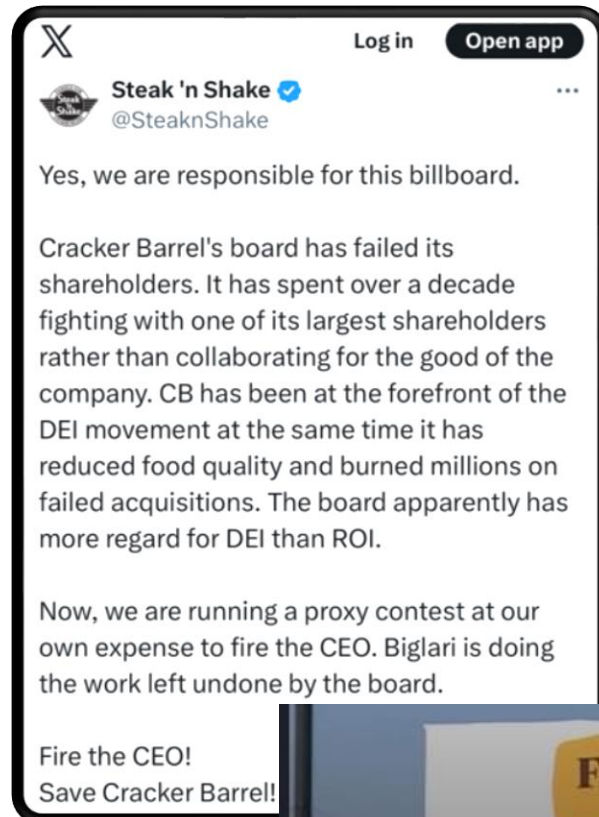 Log in
Open app
Steak 'n Shake
@SteaknShake
Yes, we are responsible for this billboard.
Cracker Barrel's board has failed its
shareholders. It has spent over a decade
fighting with one of its largest shareholders
rather than collaborating for the good of the
company. CB has been at the forefront of the
DEI movement at the same time it has
reduced food quality and burned millions on
failed acquisitions. The board apparently has
more regard for DEI than ROI.
Now, we are running a proxy contest at our
own expense to fire the CEO. Biglari is doing
the work left undone by the board.
Fire the CEO!
Save Cracker Barrel!
F